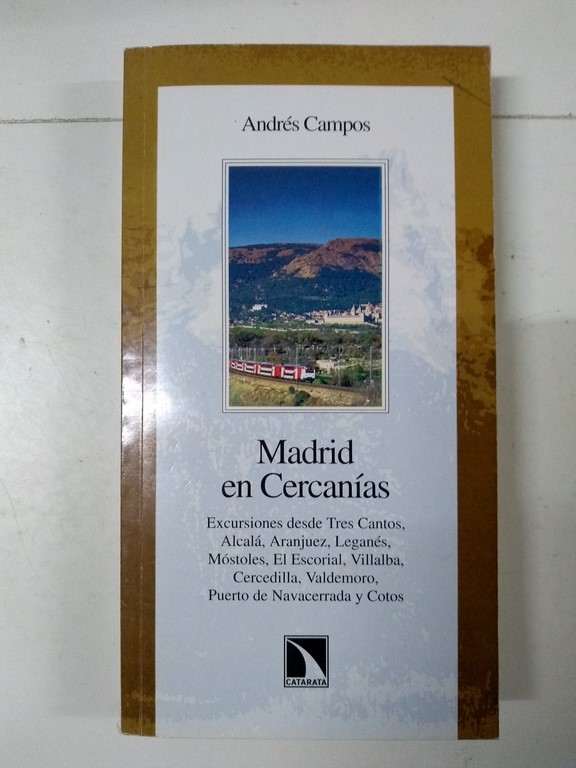 Andrés Campos
Madrid
en Cercanías
Excursiones desde Tres Cantos,
Alcalá, Aranjuez, Leganés,
Móstoles, El Escorial, Villalba,
Cercedilla, Valdemoro,
Puerto de Navacerrada y Cotos
CATARATA